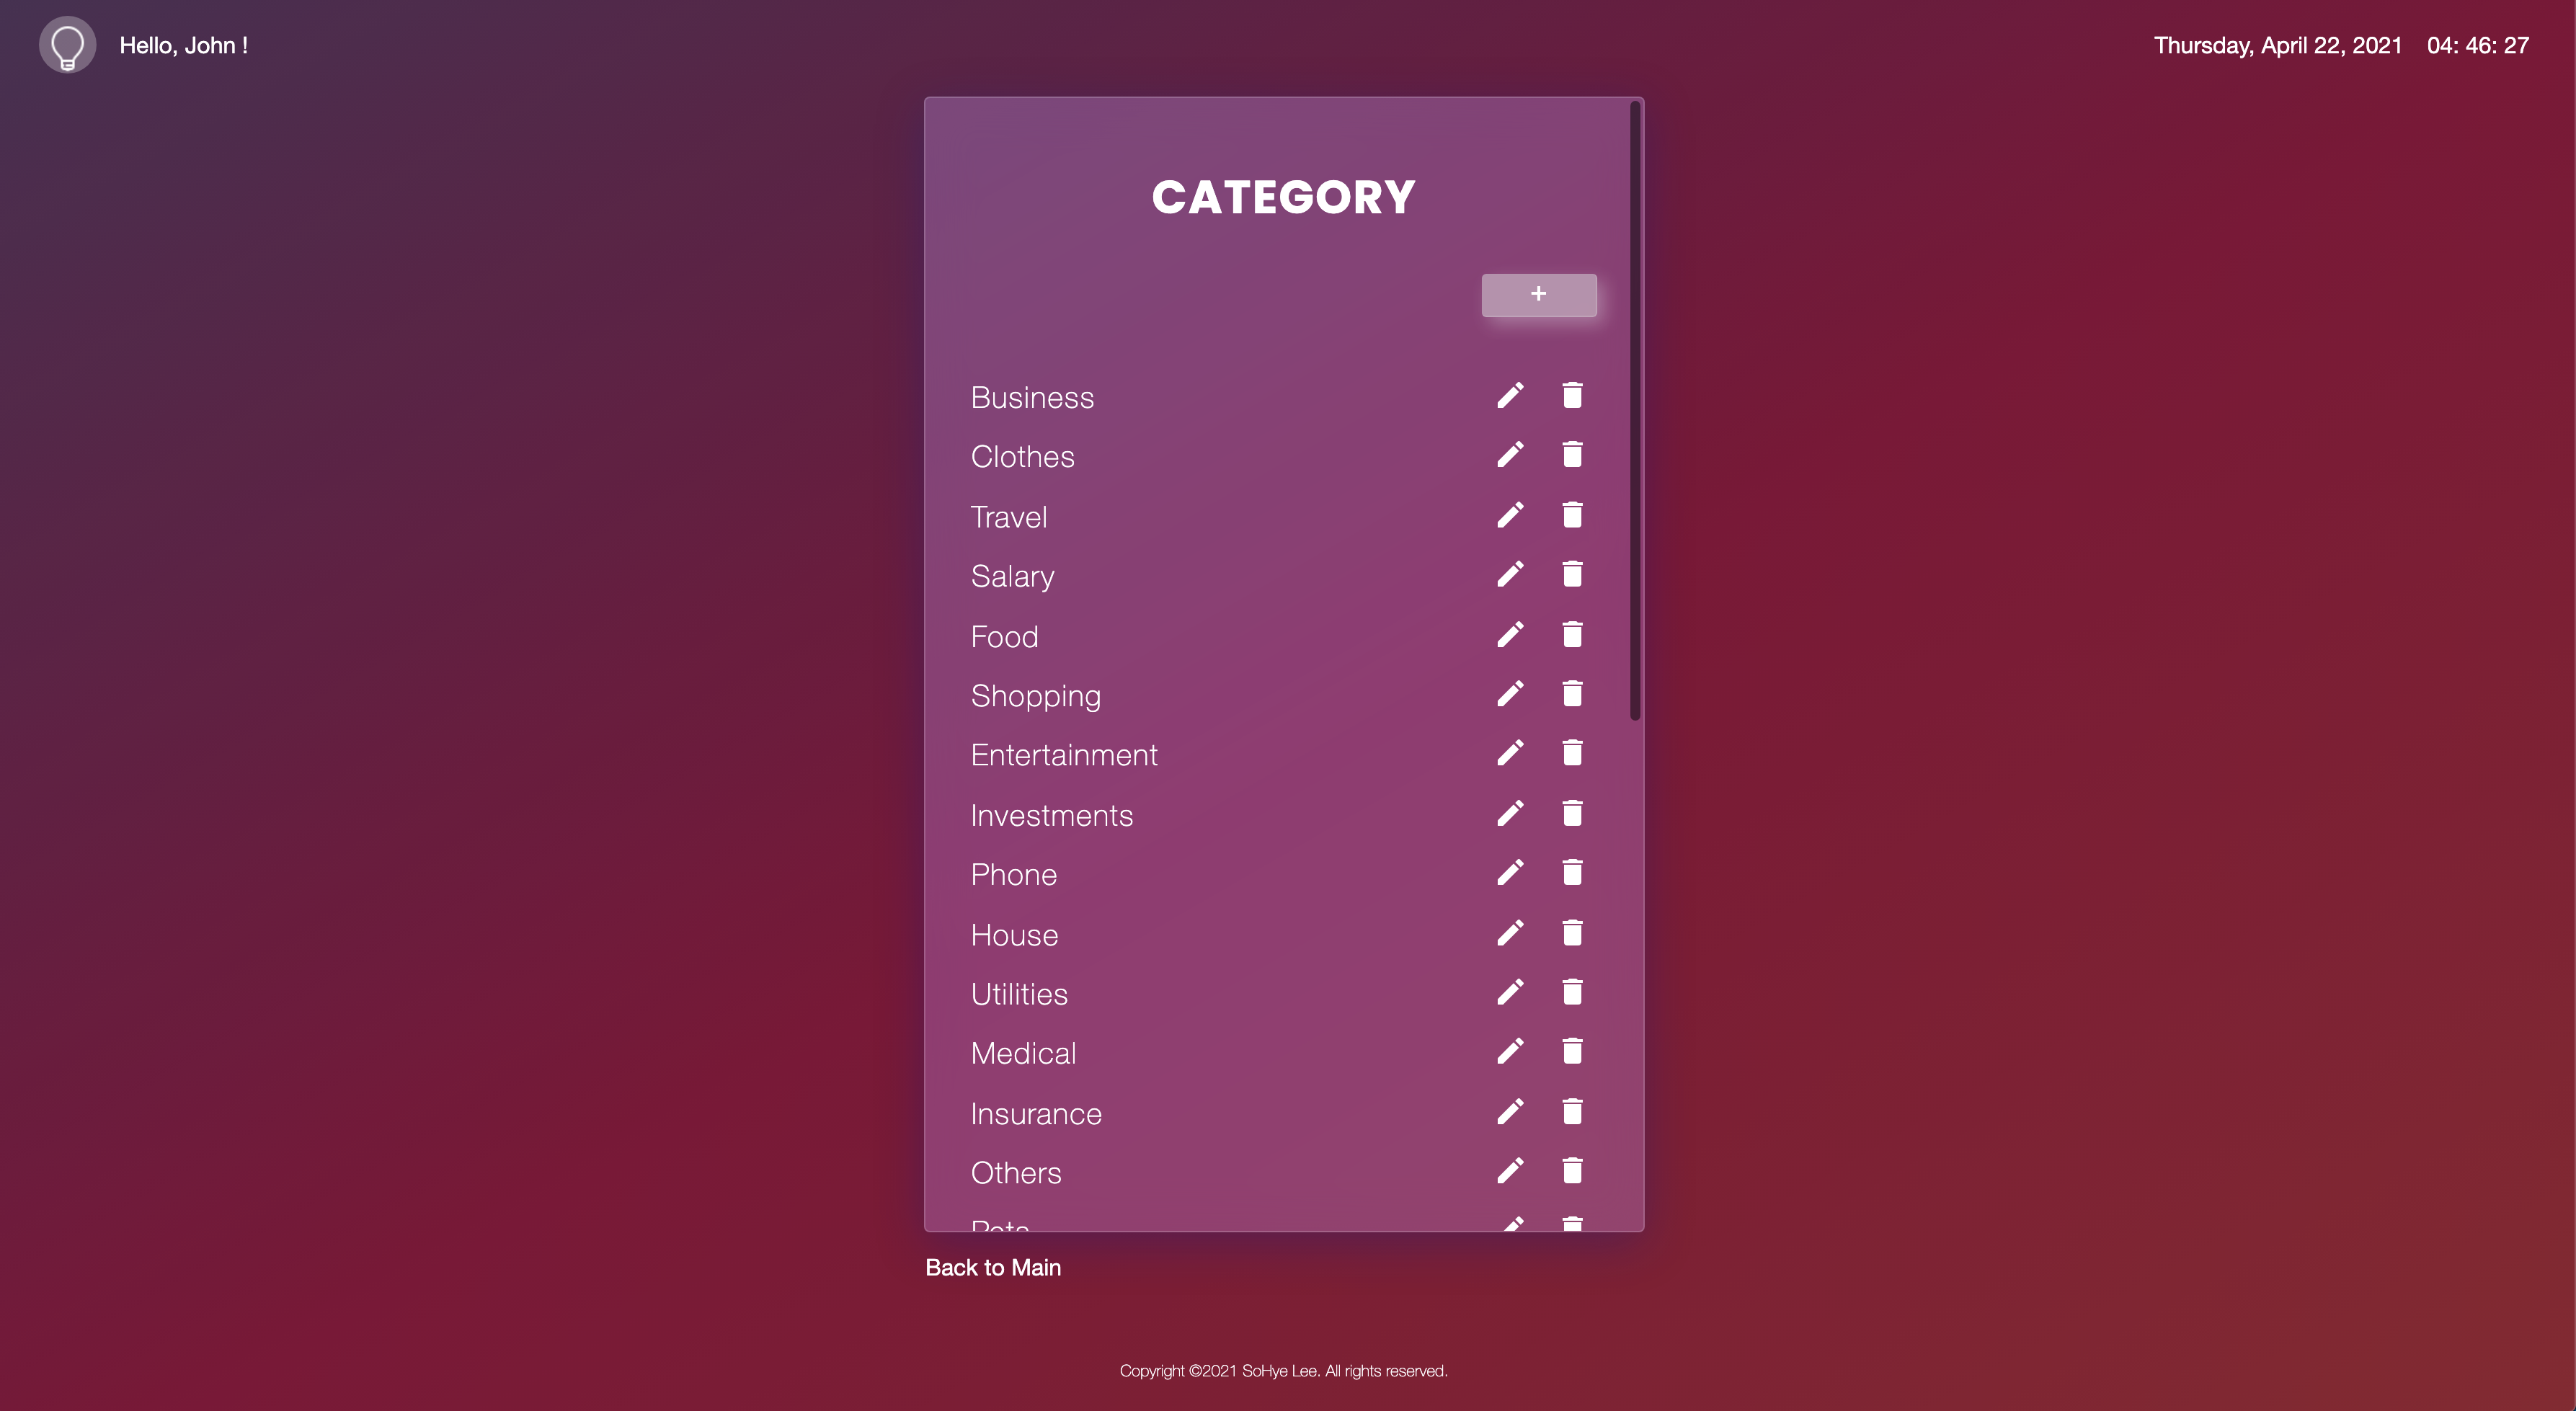 Hello, John !
Thursday, April 22, 2021 04: 46: 27
CATEGORY
+
Business
Clothes
Travel
Salary
Food
Shopping
Entertainment
Investments
Phone
House
Utilities
Medical
Insurance
Others
Pets
Back to Main
Copyright ©2021 SoHye Lee. All rights reserved.